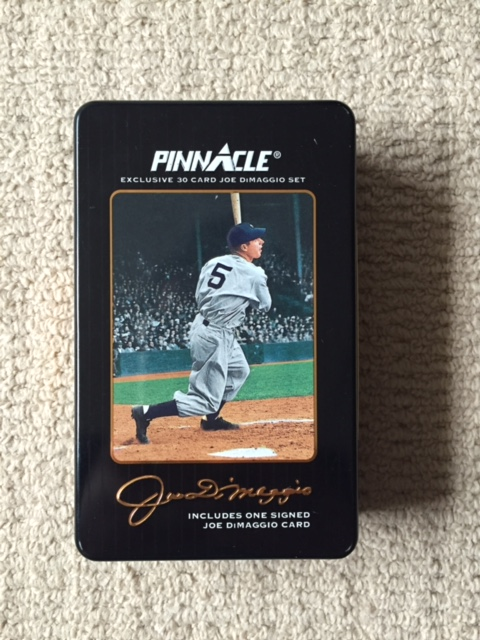 PINNACLE®
EXCLUSIVE 30 CARD JOE DiMAGGIO SET
5
Joe DiMaggio
INCLUDES ONE SIGNED
JOE DiMAGGIO CARD